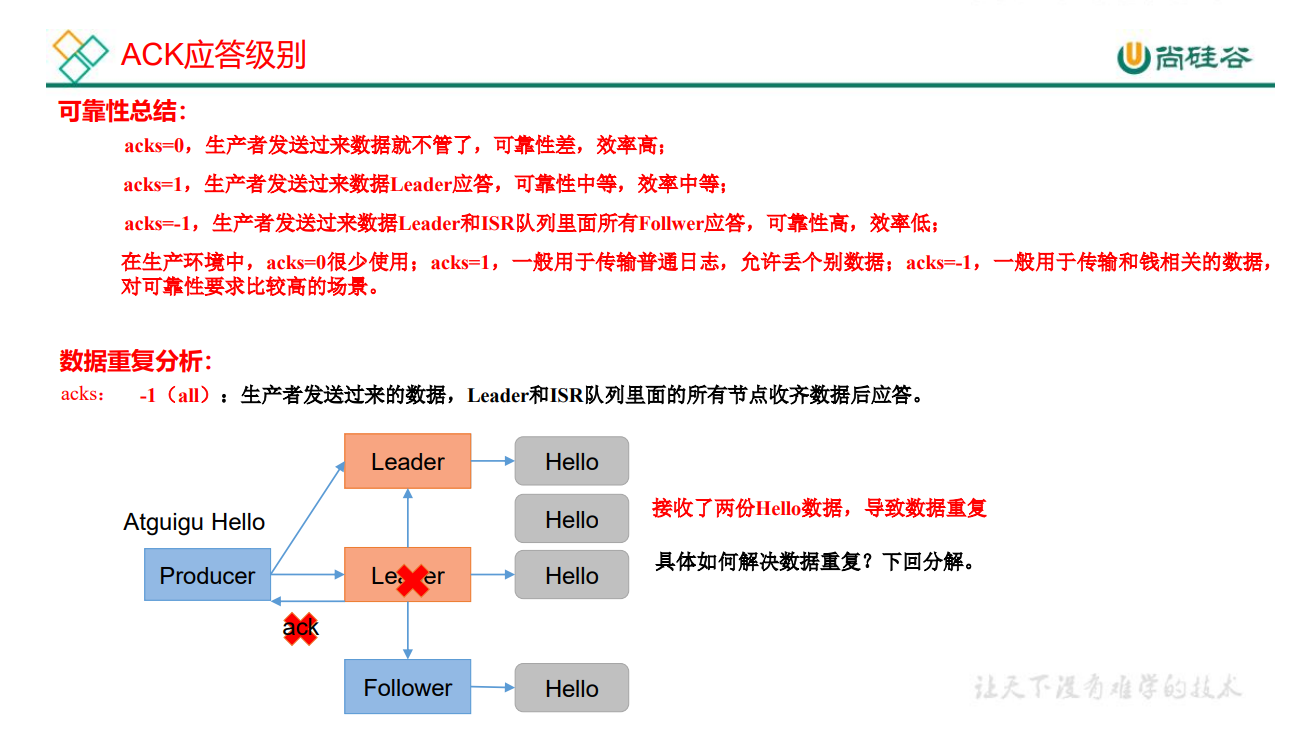 ACK应答级别
尚硅谷
可靠性总结：
acks=0，生产者发送过来数据就不管了，可靠性差，效率高；
acks=1，生产者发送过来数据Leader应答，可靠性中等，效率中等；
acks=-1，生产者发送过来数据Leader和ISR队列里面所有Follwer应答，可靠性高，效率低；
在生产环境中，acks=0很少使用；acks=1，一般用于传输普通日志，允许丢个别数据；acks=-1，一般用于传输和钱相关的数据，
对可靠性要求比较高的场景。
数据重复分析：
acks： -1（all）：生产者发送过来的数据，Leader和ISR队列里面的所有节点收齐数据后应答。
Leader
Hello
Hello
接收了两份Hello数据，导致数据重复
Atguigu Hello
Producer
Leader
Hello
具体如何解决数据重复？下回分解。
ack
Follower
Hello
让天下没有难学的技术